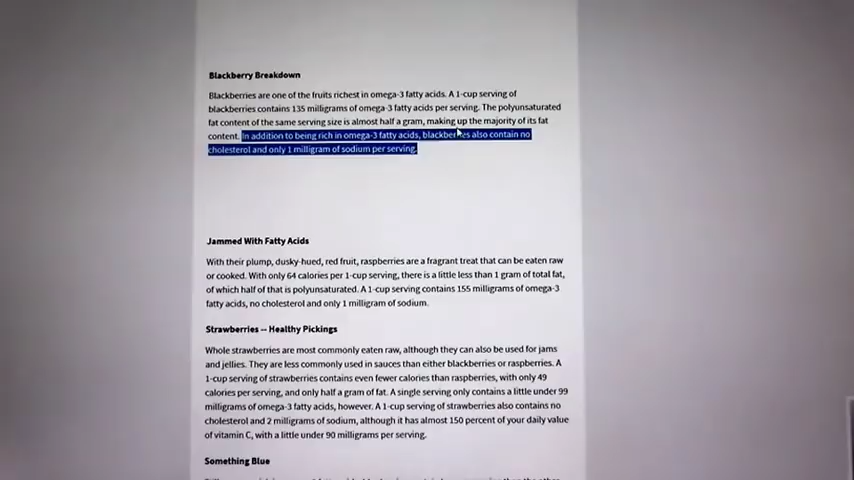 Blackberry Breakdown
Blackberries are one of the fruits richest in omega-3 fatty acids. A 1-cup serving of
blackberries contains 135 milligrams of omega-3 fatty acids per serving. The polyunsaturated
fat content of the same serving size is almost half a gram, making up the majority of its fat
content. In addition to being rich in omega-3 fatty acids, blackberries also contain no
cholesterol and only 1 milligram of sodium per serving.
Jammed With Fatty Acids
With their plump, dusky-hued, red fruit, raspberries are a fragrant treat that can be eaten raw
or cooked. With only 64 calories per 1-cup serving, there is a little less than 1 gram of total fat,
of which half of that is polyunsaturated. A 1-cup serving contains 155 milligrams of omega-3
fatty acids, no cholesterol and only 1 milligram of sodium.
Strawberries -- Healthy Pickings
Whole strawberries are most commonly eaten raw, although they can also be used for jams
and jellies. They are less commonly used in sauces than either blackberries or raspberries. A
1-cup serving of strawberries contains even fewer calories than raspberries, with only 49
calories per serving, and only half a gram of fat. A single serving only contains a little under 99
milligrams of omega-3 fatty acids, however. A 1-cup serving of strawberries also contains no
cholesterol and 2 milligrams of sodium, although it has almost 150 percent of your daily value
of vitamin C, with a little under 90 milligrams per serving.
Something Blue